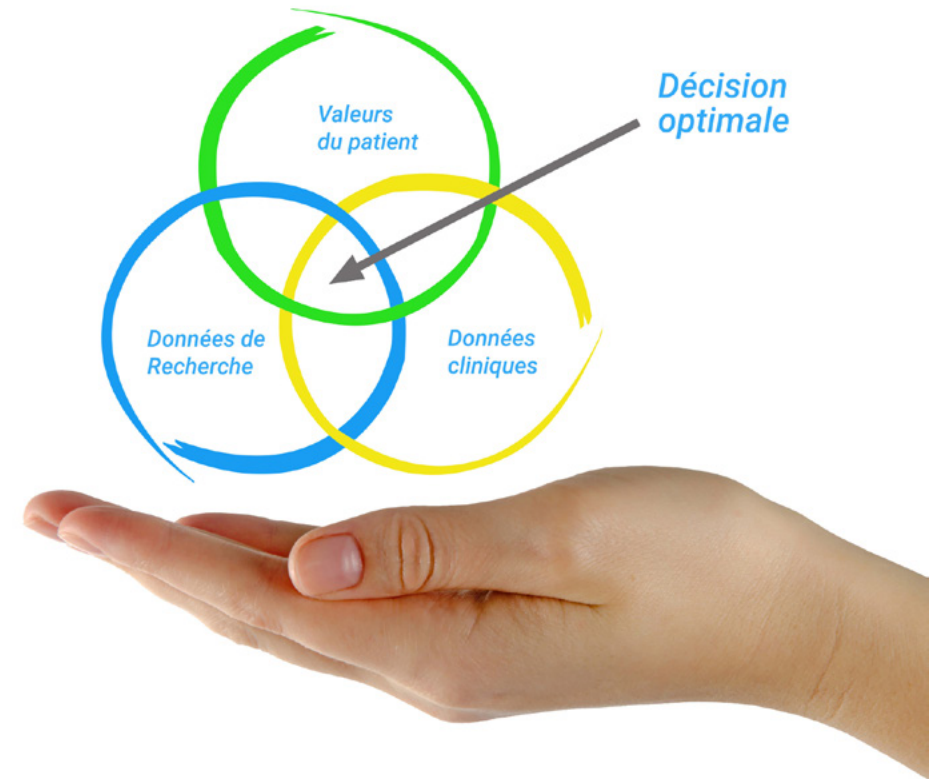 Décision
optimale
Valeurs
du patient
Données de
Recherche
Données
cliniques